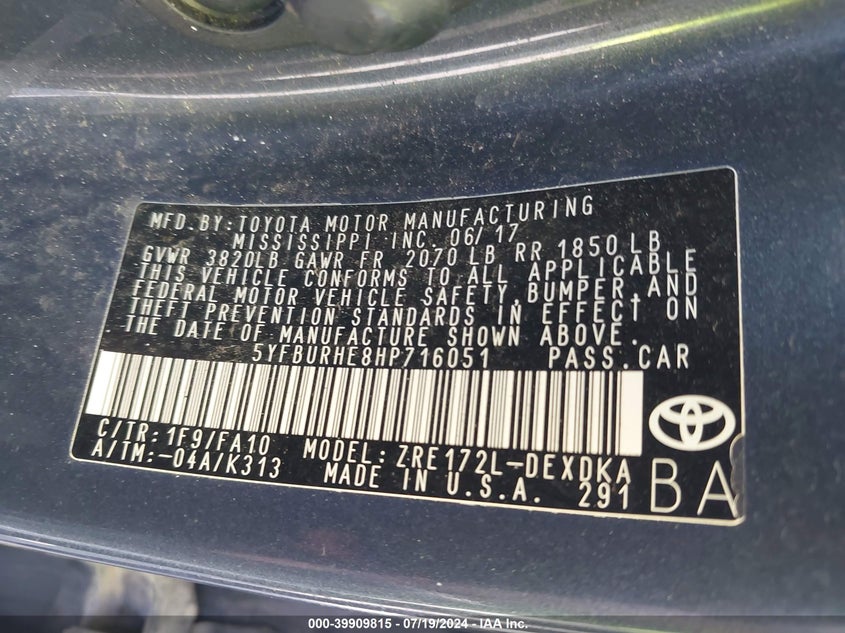 MFD. BY: TOYOTA MOTOR MANUFACTURING
MISSISSIPPI INC. 06/17
GVWR 3820LB GAWR FR 2070 LB RR 1850 LB
THIS VEHICLE CONFORMS TO ALL APPLICABLE
FEDERAL MOTOR VEHICLE SAFETY, BUMPER, AND
THEFT PREVENTION STANDARDS IN EFFECT ON
THE DATE OF MANUFACTURE SHOWN ABOVE.
5YFBURHE8HP716051 PASS. CAR
C/TR: 1F9/FA10 MODEL: ZRE172L-DEXDKA
A/TM: -04A/K313 MADE IN U.S.A. 291
BA
COPART 39909815 - 07/19/2024 - IAA, Inc.